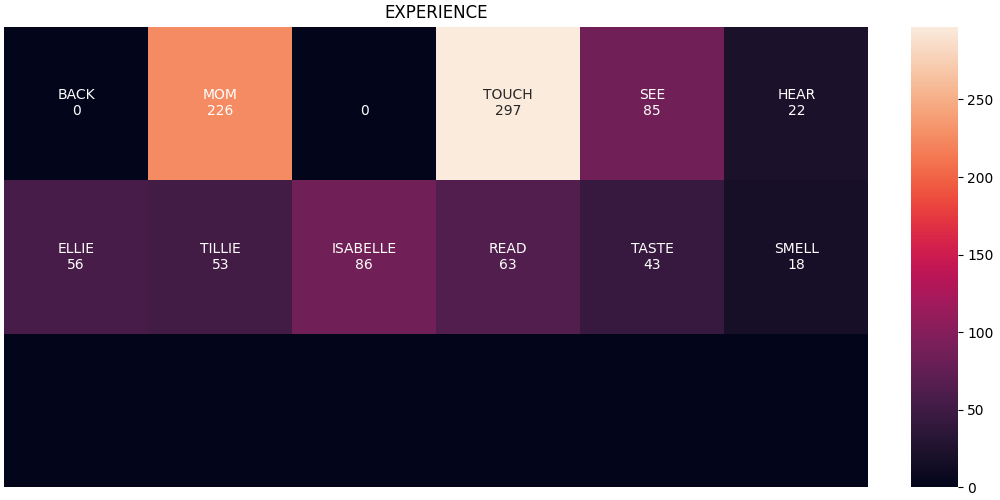 EXPERIENCE
BACK
0
MOM
226
0
TOUCH
297
SEE
85
HEAR
22
ELLIE
56
TILLIE
53
ISABELLE
86
READ
63
TASTE
43
SMELL
18
250
200
150
100
50
0